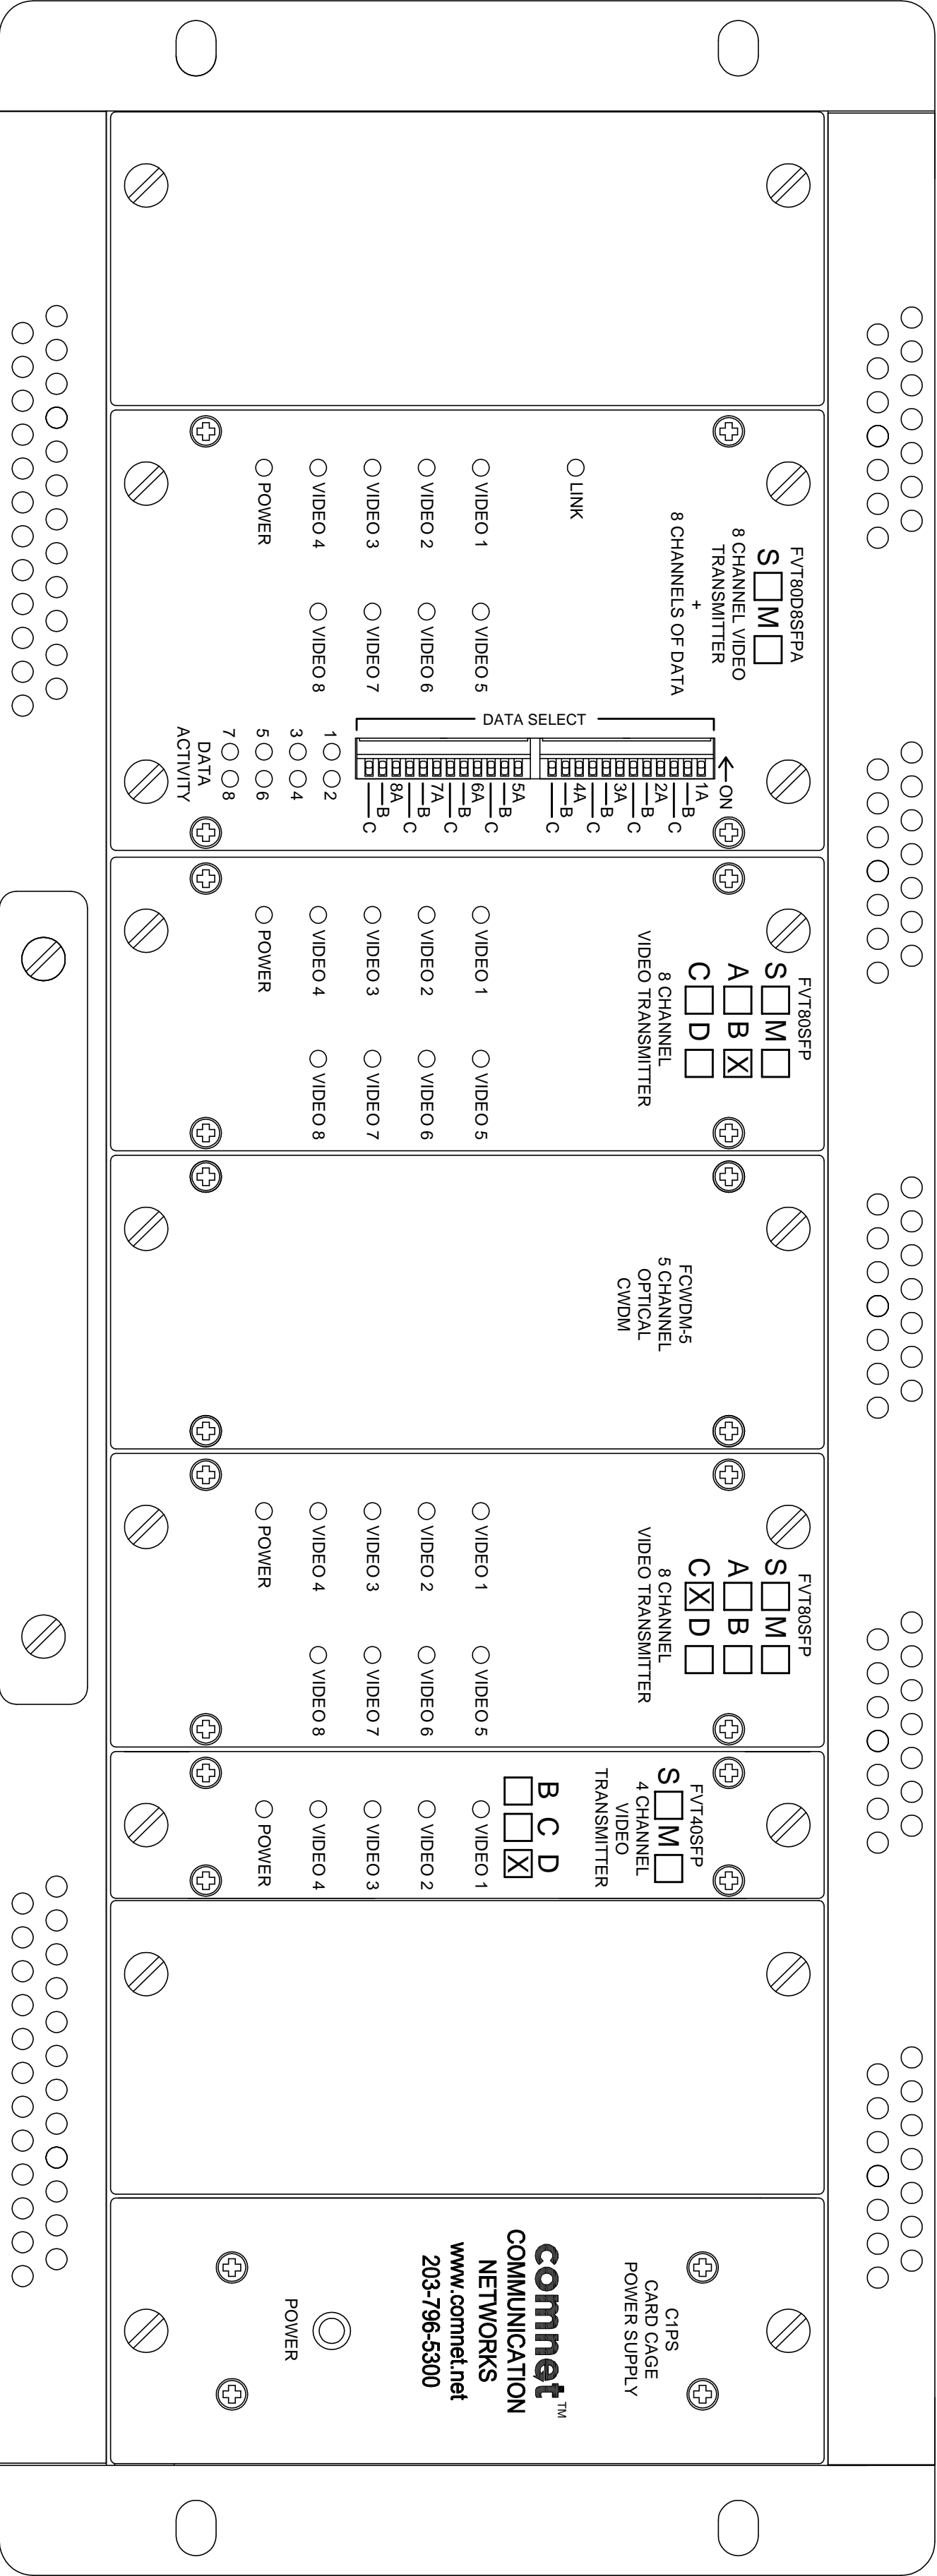 FVT80D8SFPA
S M
8 CHANNEL VIDEO
TRANSMITTER
+
8 CHANNELS OF DATA
LINK
VIDEO 1
VIDEO 5
VIDEO 2
VIDEO 6
VIDEO 3
VIDEO 7
VIDEO 4
VIDEO 8
POWER
ON
DATA SELECT
1A
B
C
2A
B
C
3A
B
C
4A
B
C
5A
B
C
6A
B
C
7A
B
C
8A
B
C
1 2
3 4
5 6
7 8
DATA
ACTIVITY
FVT80SFP
S M
A B X
C D
8 CHANNEL
VIDEO TRANSMITTER
VIDEO 1
VIDEO 5
VIDEO 2
VIDEO 6
VIDEO 3
VIDEO 7
VIDEO 4
VIDEO 8
POWER
FCWDM-5
5 CHANNEL
OPTICAL
CWDM
FVT80SFP
S M
A B
C X D
8 CHANNEL
VIDEO TRANSMITTER
VIDEO 1
VIDEO 5
VIDEO 2
VIDEO 6
VIDEO 3
VIDEO 7
VIDEO 4
VIDEO 8
POWER
FVT40SFP
S M
4 CHANNEL
VIDEO
TRANSMITTER
B C D
X
VIDEO 1
VIDEO 2
VIDEO 3
VIDEO 4
POWER
C1PS
CARD CAGE
POWER SUPPLY
comnet™
COMMUNICATION
NETWORKS
www.comnet.net
203-796-5300
POWER